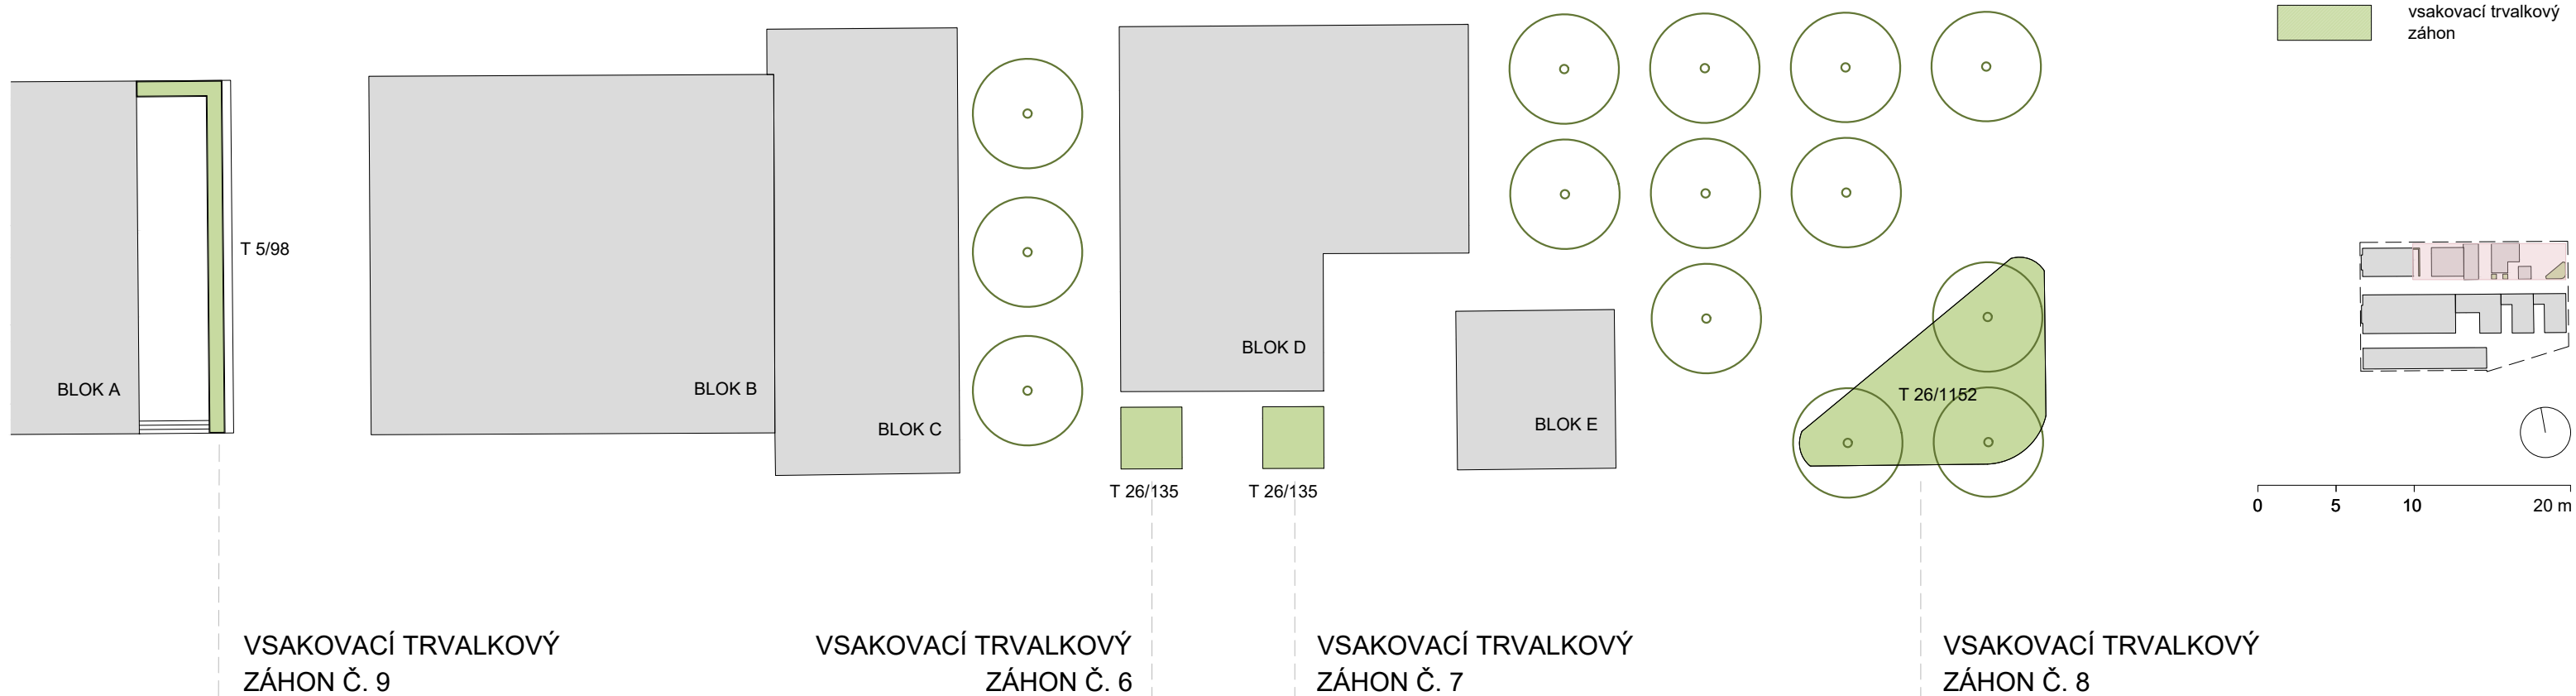 vsakovací trvalkový
záhon
T 5/98
BLOK A
BLOK B
BLOK C
BLOK D
BLOK E
T 26/1152
T 26/135
T 26/135
0 5 10 20 m
VSAKOVACÍ TRVALKOVÝ
ZÁHON Č. 9
VSAKOVACÍ TRVALKOVÝ
ZÁHON Č. 6
VSAKOVACÍ TRVALKOVÝ
ZÁHON Č. 7
VSAKOVACÍ TRVALKOVÝ
ZÁHON Č. 8